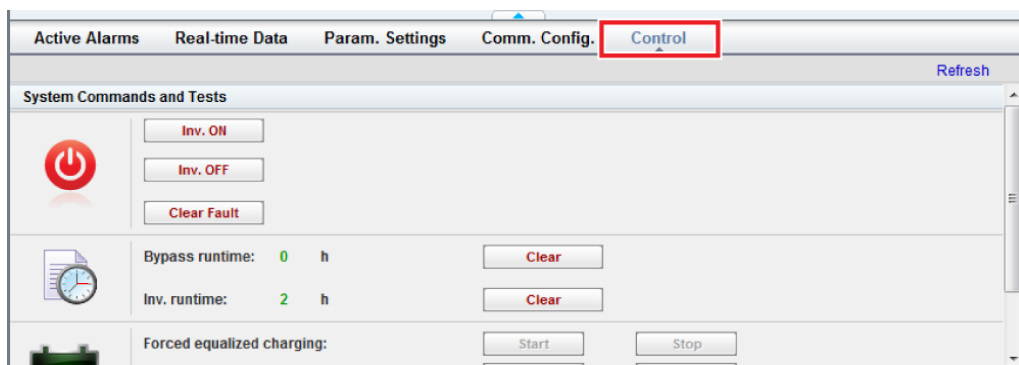 Active Alarms Real-time Data Param. Settings Comm. Config. Control
Refresh
System Commands and Tests
Inv. ON
Inv. OFF
Clear Fault
Bypass runtime: 0 h Clear
Inv. runtime: 2 h Clear
Forced equalized charging: Start Stop